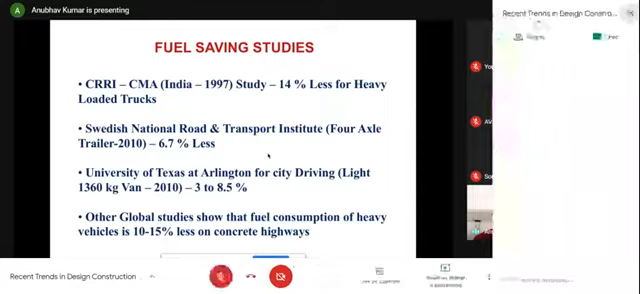 A Anubhav Kumar is presenting
Recent Trends in Design Constro...
FUEL SAVING STUDIES
• CRRI – CMA (India – 1997) Study – 14 % Less for Heavy
Loaded Trucks
• Swedish National Road & Transport Institute (Four Axle
Trailer-2010) – 6.7 % Less
• University of Texas at Arlington for city Driving (Light
1360 kg Van – 2010) – 3 to 8.5 %
• Other Global studies show that fuel consumption of heavy
vehicles is 10-15% less on concrete highways
You
AV
Recent Trends in Design Construction